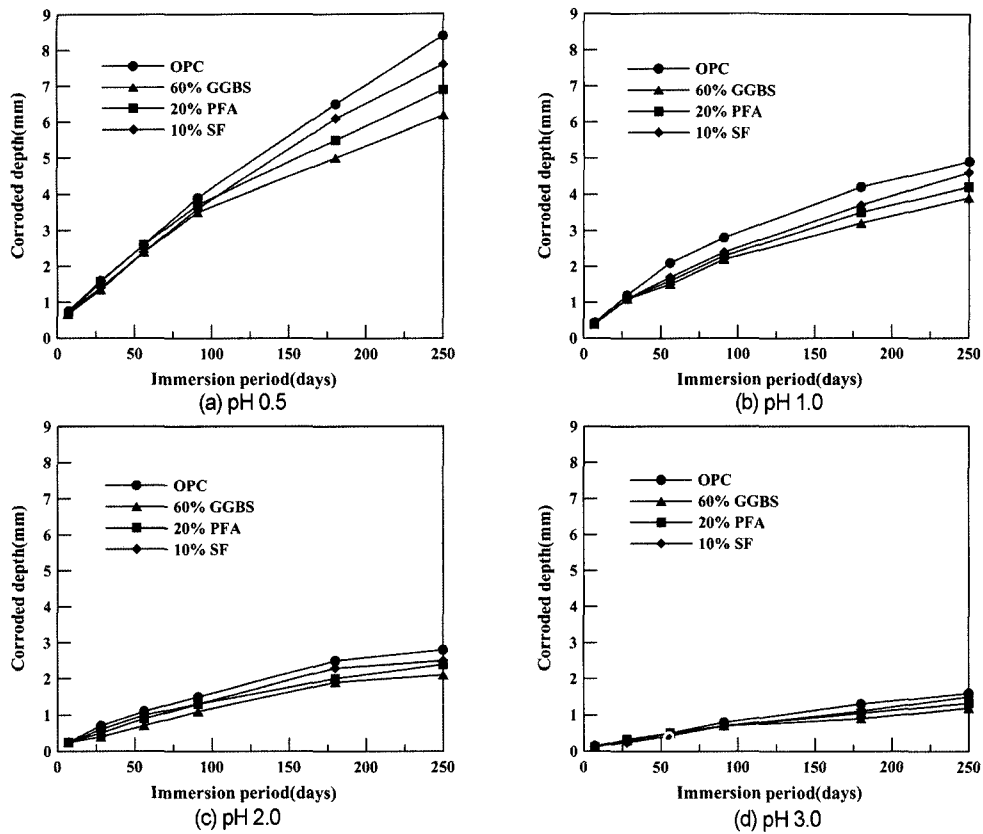 9
8
7
6
5
4
3
2
1
0
Corroded depth(mm)
OPC
60% GGBS
20% PFA
10% SF
0 50 100 150 200 250
Immersion period(days)
(a) pH 0.5
9
8
7
6
5
4
3
2
1
0
Corroded depth(mm)
OPC
60% GGBS
20% PFA
10% SF
0 50 100 150 200 250
Immersion period(days)
(b) pH 1.0
9
8
7
6
5
4
3
2
1
0
Corroded depth(mm)
OPC
60% GGBS
20% PFA
10% SF
0 50 100 150 200 250
Immersion period(days)
(c) pH 2.0
9
8
7
6
5
4
3
2
1
0
Corroded depth(mm)
OPC
60% GGBS
20% PFA
10% SF
0 50 100 150 200 250
Immersion period(days)
(d) pH 3.0